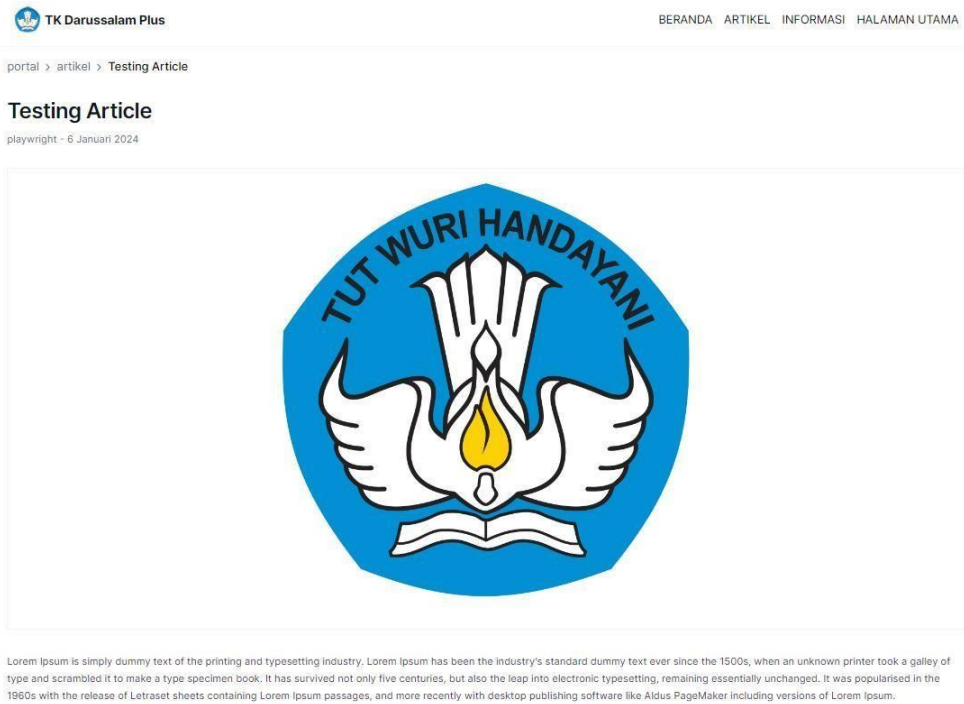 TK Darussalam Plus
BERANDA ARTIKEL INFORMASI HALAMAN UTAMA
portal > artikel > Testing Article
Testing Article
playwright - 6 Januari 2024
TUT WURI HANDAYANI
Lorem Ipsum is simply dummy text of the printing and typesetting industry. Lorem Ipsum has been the industry's standard dummy text ever since the 1500s, when an unknown printer took a galley of
type and scrambled it to make a type specimen book. It has survived not only five centuries, but also the leap into electronic typesetting, remaining essentially unchanged. It was popularised in the
1960s with the release of Letraset sheets containing Lorem Ipsum passages, and more recently with desktop publishing software like Aldus PageMaker including versions of Lorem Ipsum.